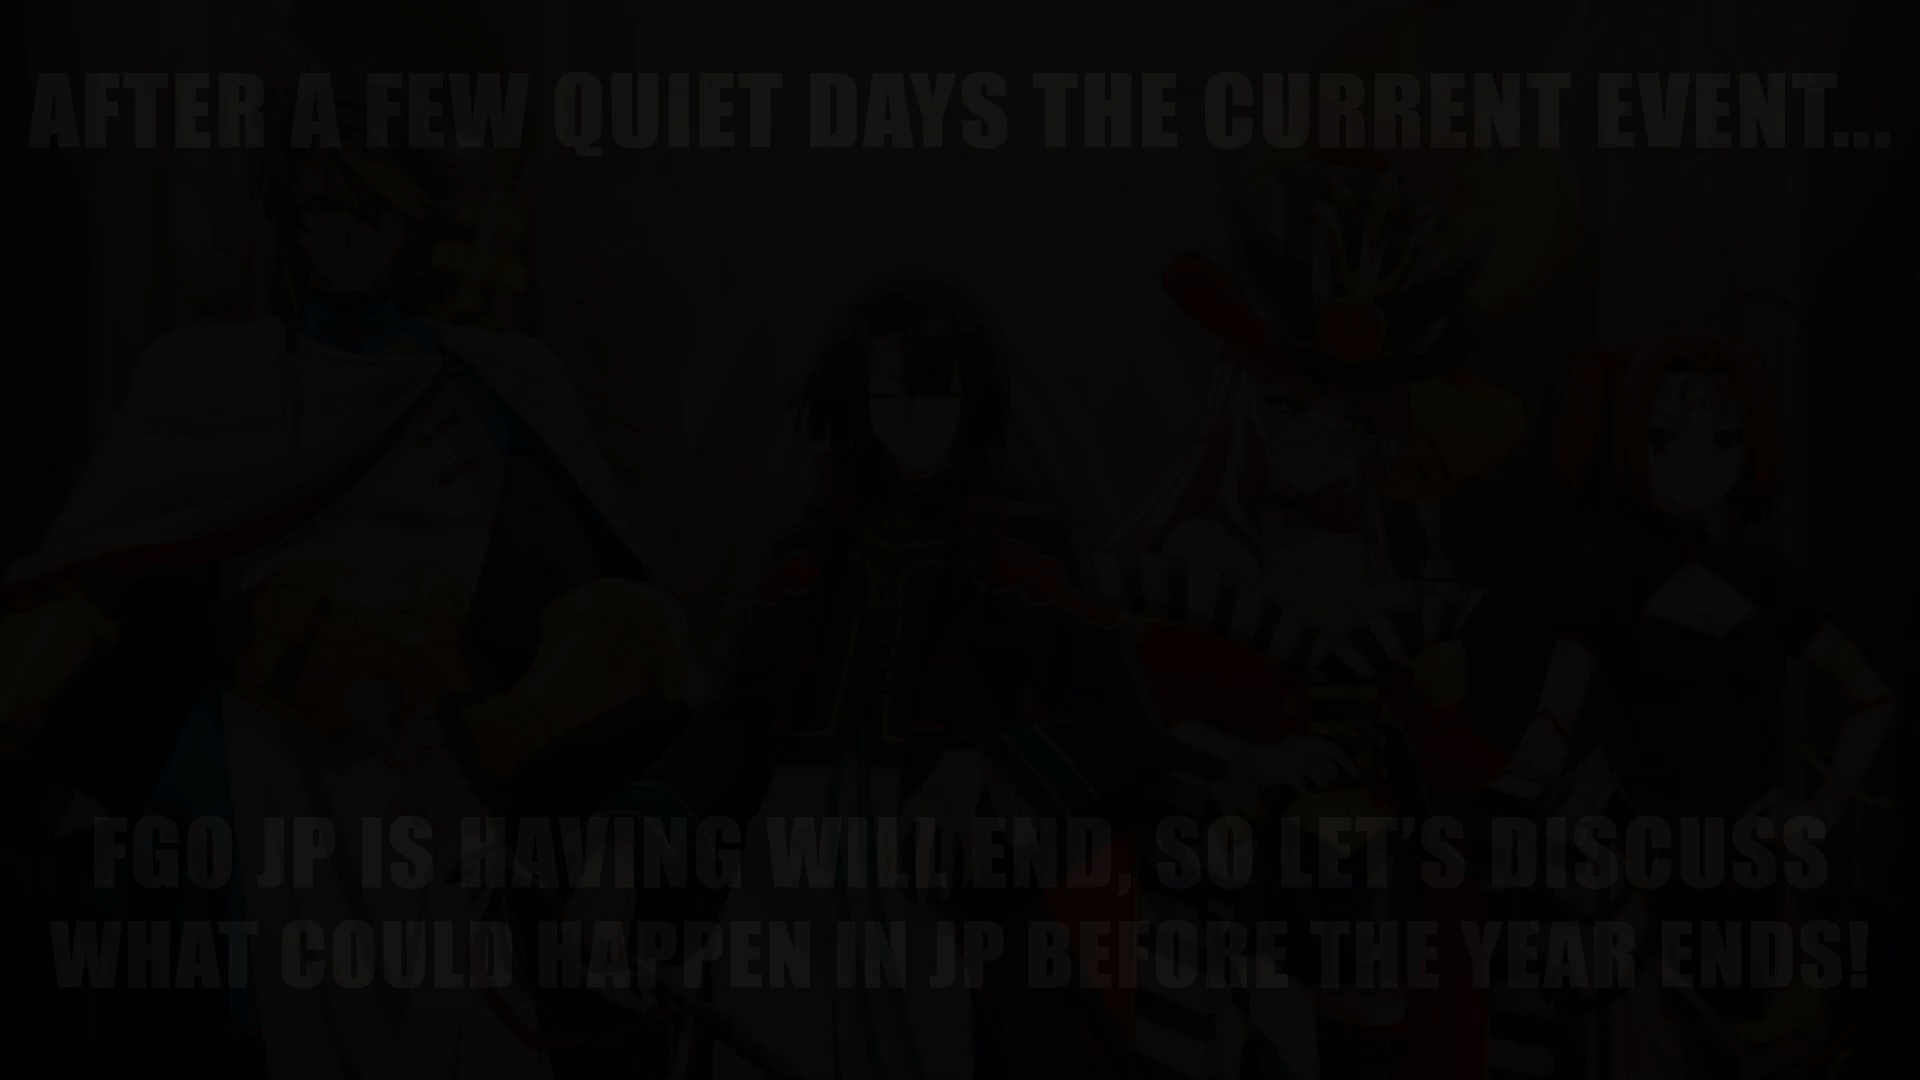 AFTER A FEW QUIET DAYS THE CURRENT EVENT...
FGO JP IS HAVING WILL END, SO LET'S DISCUSS
WHAT COULD HAPPEN IN JP BEFORE THE YEAR ENDS!